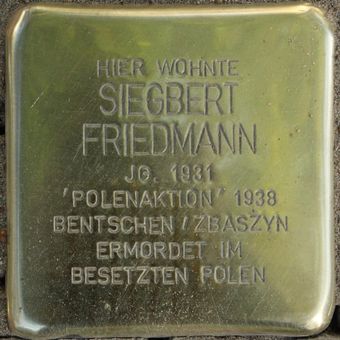 HIER WOHNTE
SIEGBERT
FRIEDMANN
JG. 1931
'POLENAKTION' 1938
BENTSCHEN / ZBASZYN
ERMORDET IM
BESETZTEN POLEN